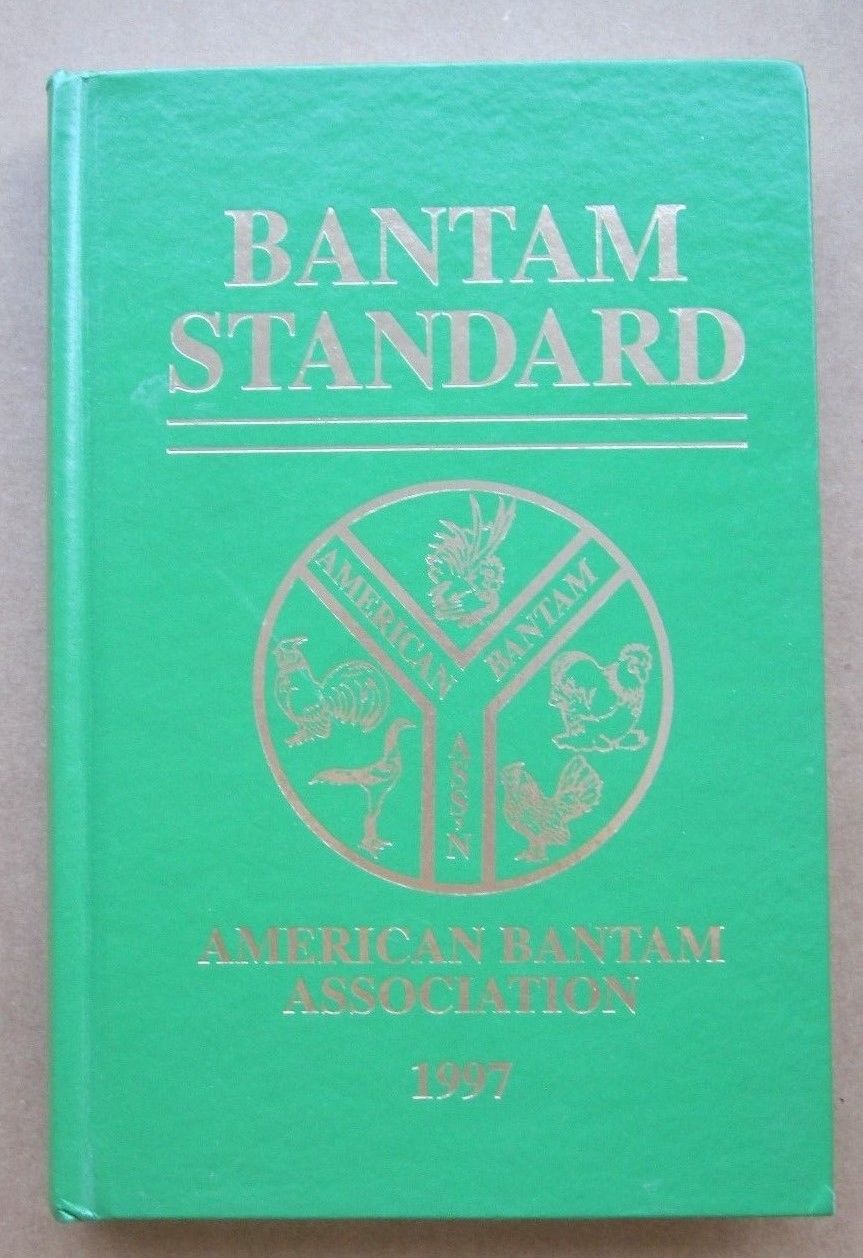 BANTAM
STANDARD
AMERICAN
BANTAM
ASS'N
AMERICAN BANTAM
ASSOCIATION
1997